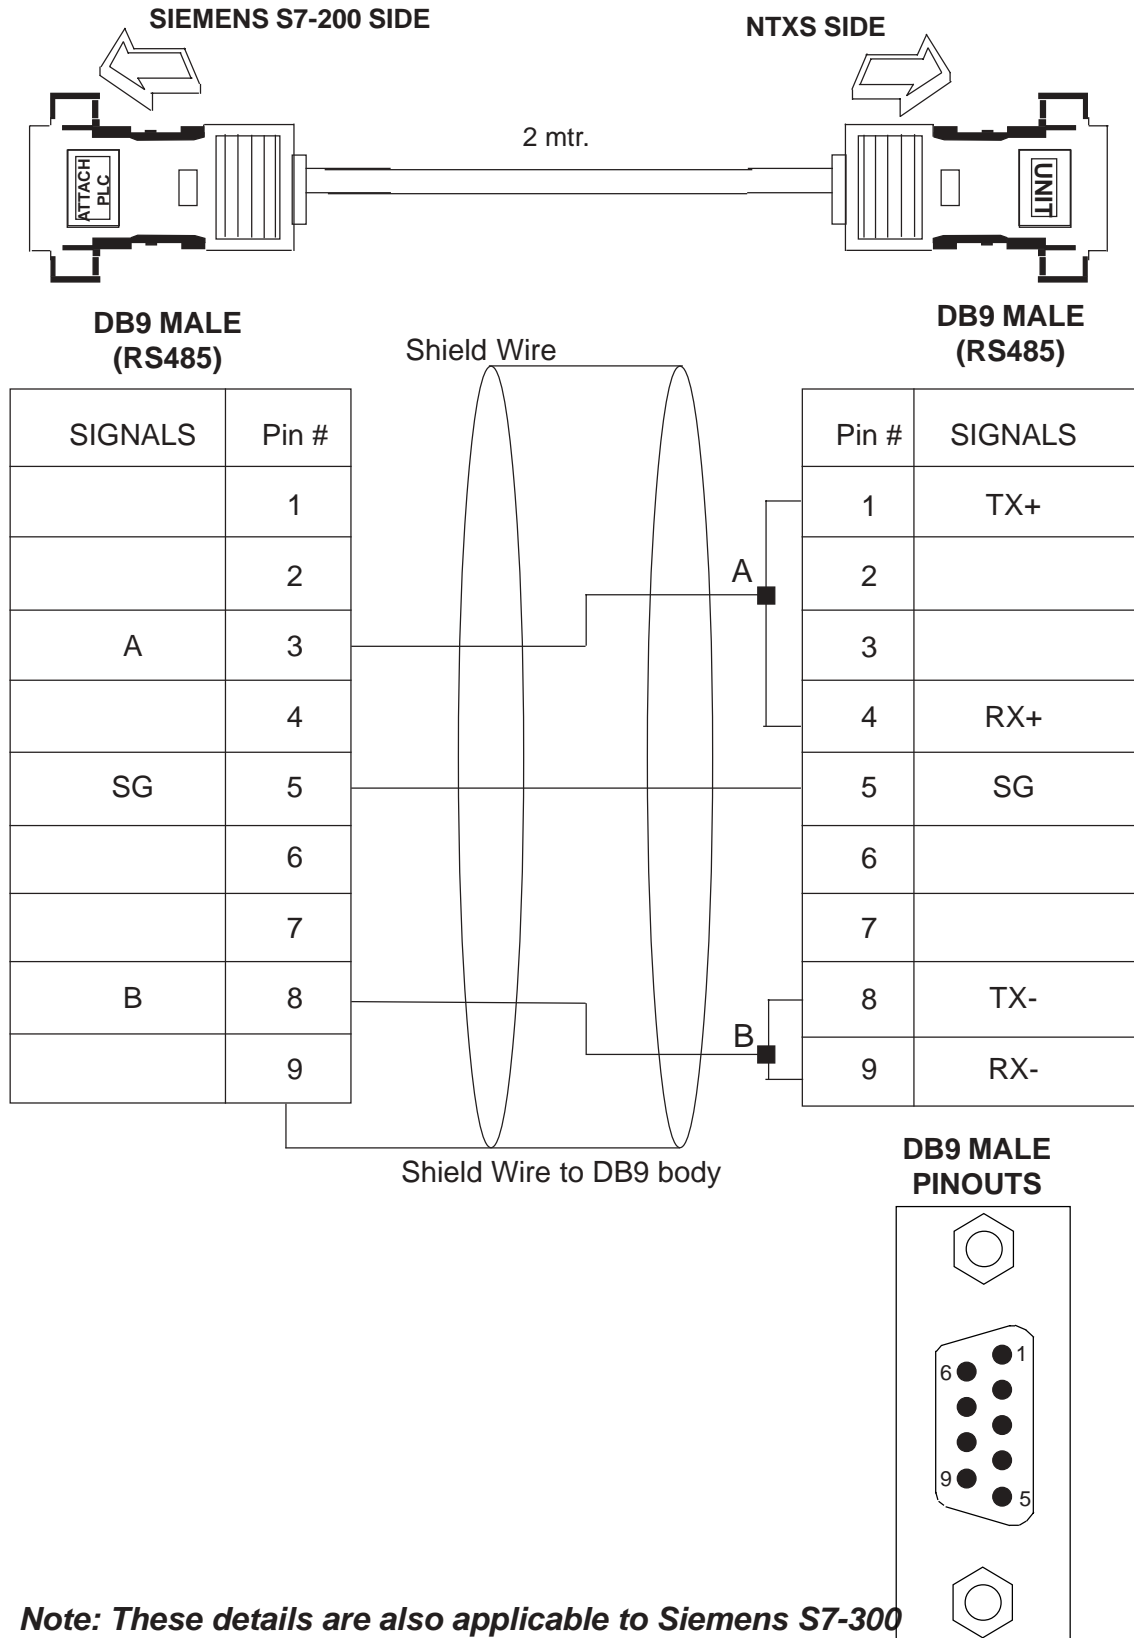 SIEMENS S7-200 SIDE
NTXS SIDE
2 mtr.
ATTACH
PLC
UNIT
DB9 MALE
(RS485)
DB9 MALE
(RS485)
Shield Wire
SIGNALS Pin #
1
2
A 3
4
SG 5
6
7
B 8
9
A
B
Pin # SIGNALS
1 TX+
2
3
4 RX+
5 SG
6
7
8 TX-
9 RX-
Shield Wire to DB9 body
DB9 MALE
PINOUTS
1
6
9
5
Note: These details are also applicable to Siemens S7-300